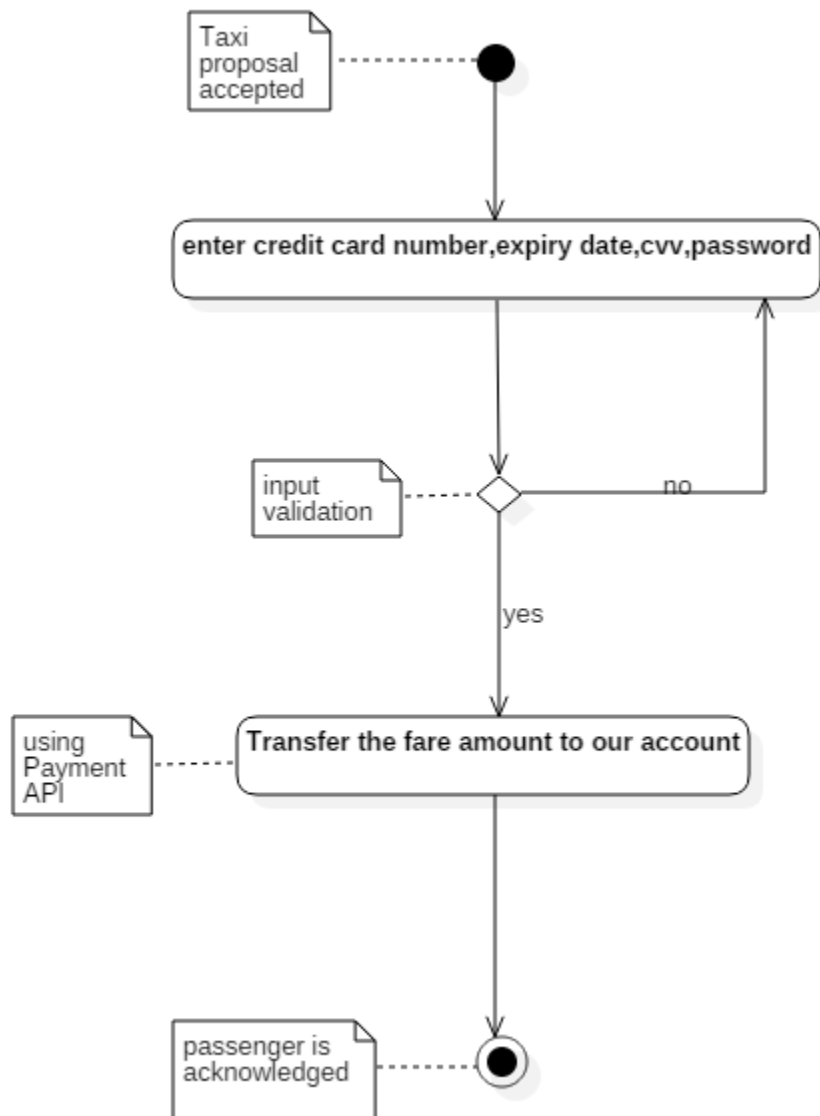 Taxi
proposal
accepted
enter credit card number,expiry date,cvv,password
input
validation
no
yes
using
Payment
API
Transfer the fare amount to our account
passenger is
acknowledged